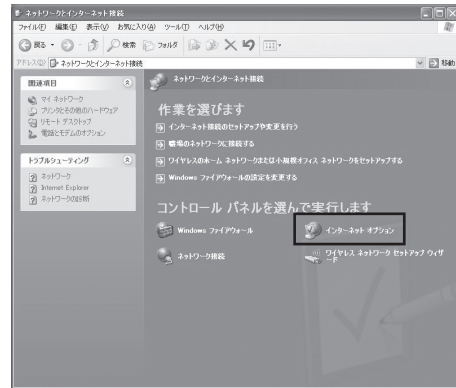 ネットワークとインターネット接続
ファイル(F) 編集(E) 表示(V) お気に入り(A) ツール(T) ヘルプ(H)
戻る 検索 フォルダ
アドレス(D) ネットワークとインターネット接続 移動
関連項目
マイ ネットワーク
プリンタとその他のハードウェア
リモート デスクトップ
電話とモデムのオプション
トラブルシューティング
ネットワーク
Internet Explorer
ネットワークの診断
ネットワークとインターネット接続
作業を選びます
インターネット接続のセットアップや変更を行う
職場のネットワークに接続する
ワイヤレスのホーム ネットワークまたは小規模オフィス ネットワークをセットアップする
Windows ファイアウォールの設定を変更する
コントロール パネルを選んで実行します
Windows ファイアウォール
インターネット オプション
ネットワーク接続
ワイヤレス ネットワーク セットアップ ウィザード